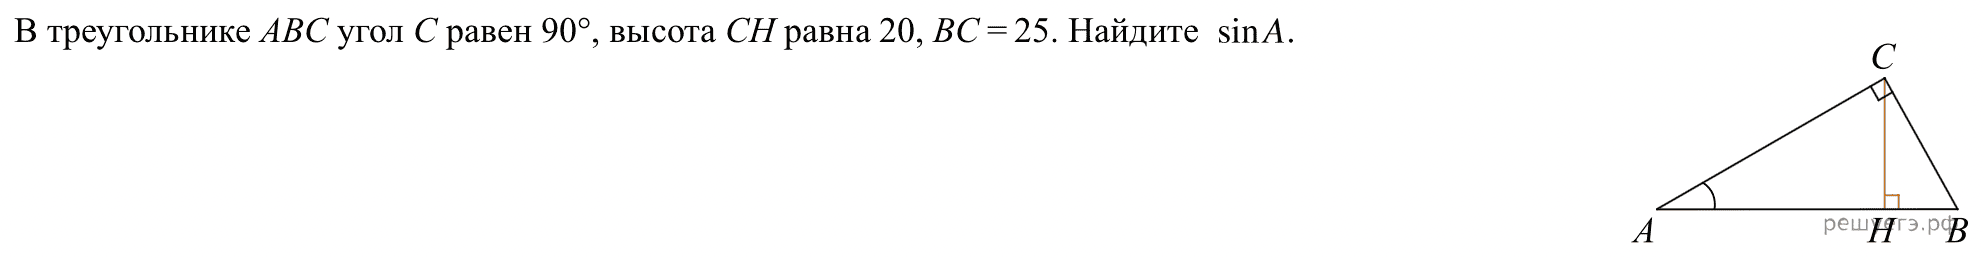 В треугольнике ABC угол C равен 90°, высота CH равна 20, BC = 25. Найдите sin A.
C
решуегэ.рф
A
H
B